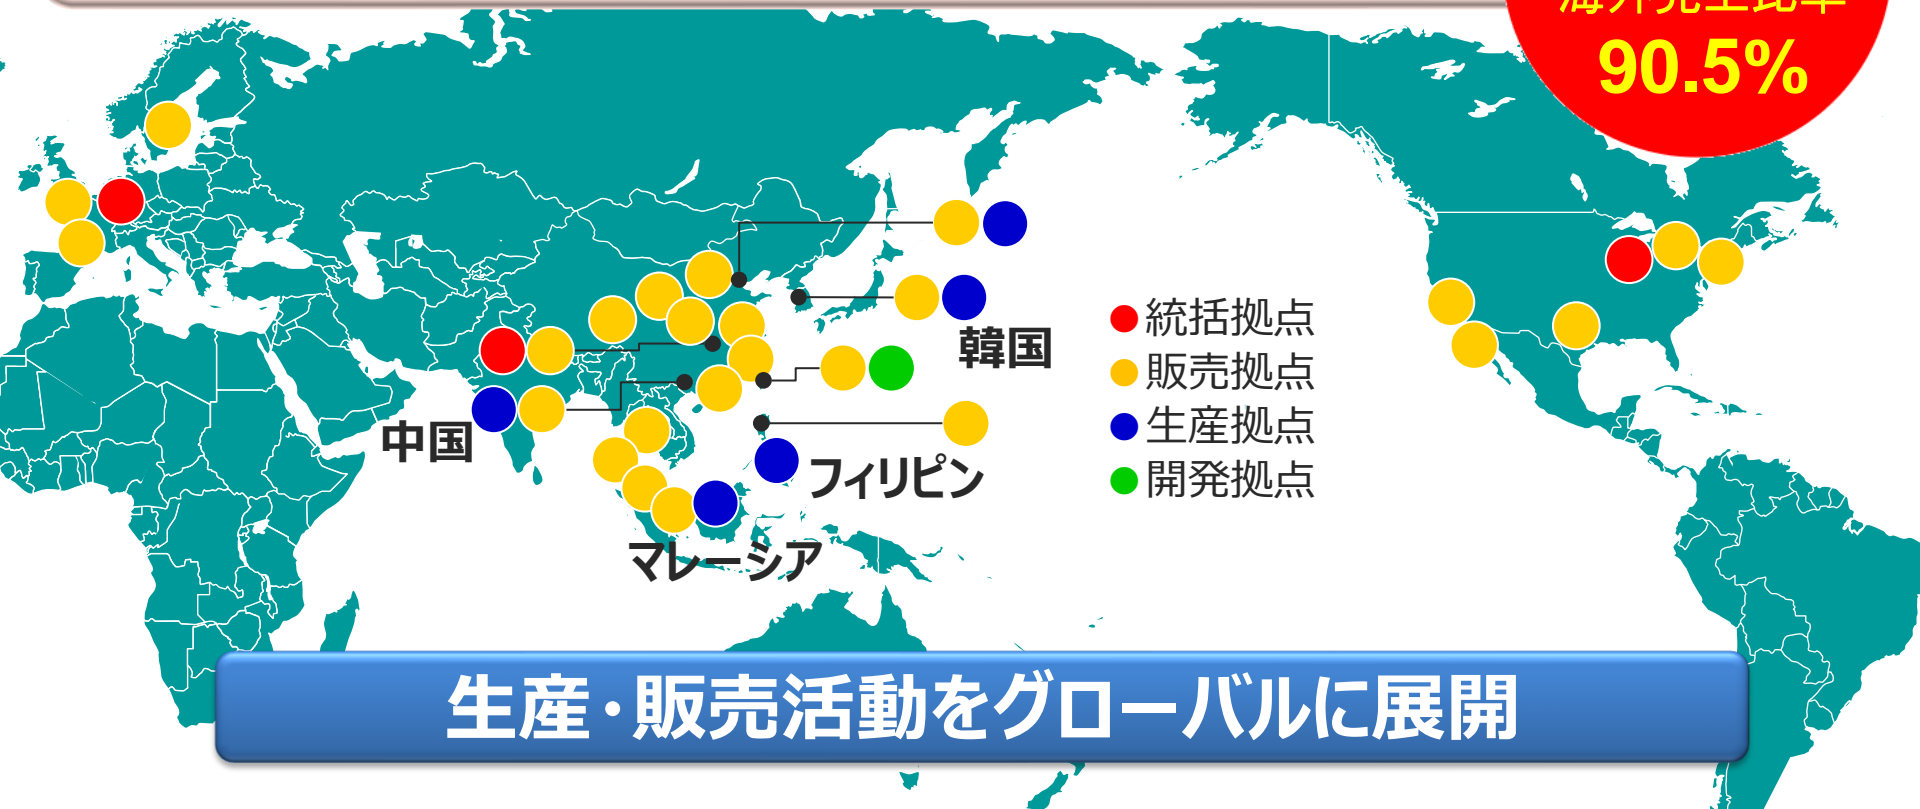 90.5%
韓国
統括拠点
販売拠点
生産拠点
開発拠点
中国
フィリピン
マレーシア
生産・販売活動をグローバルに展開